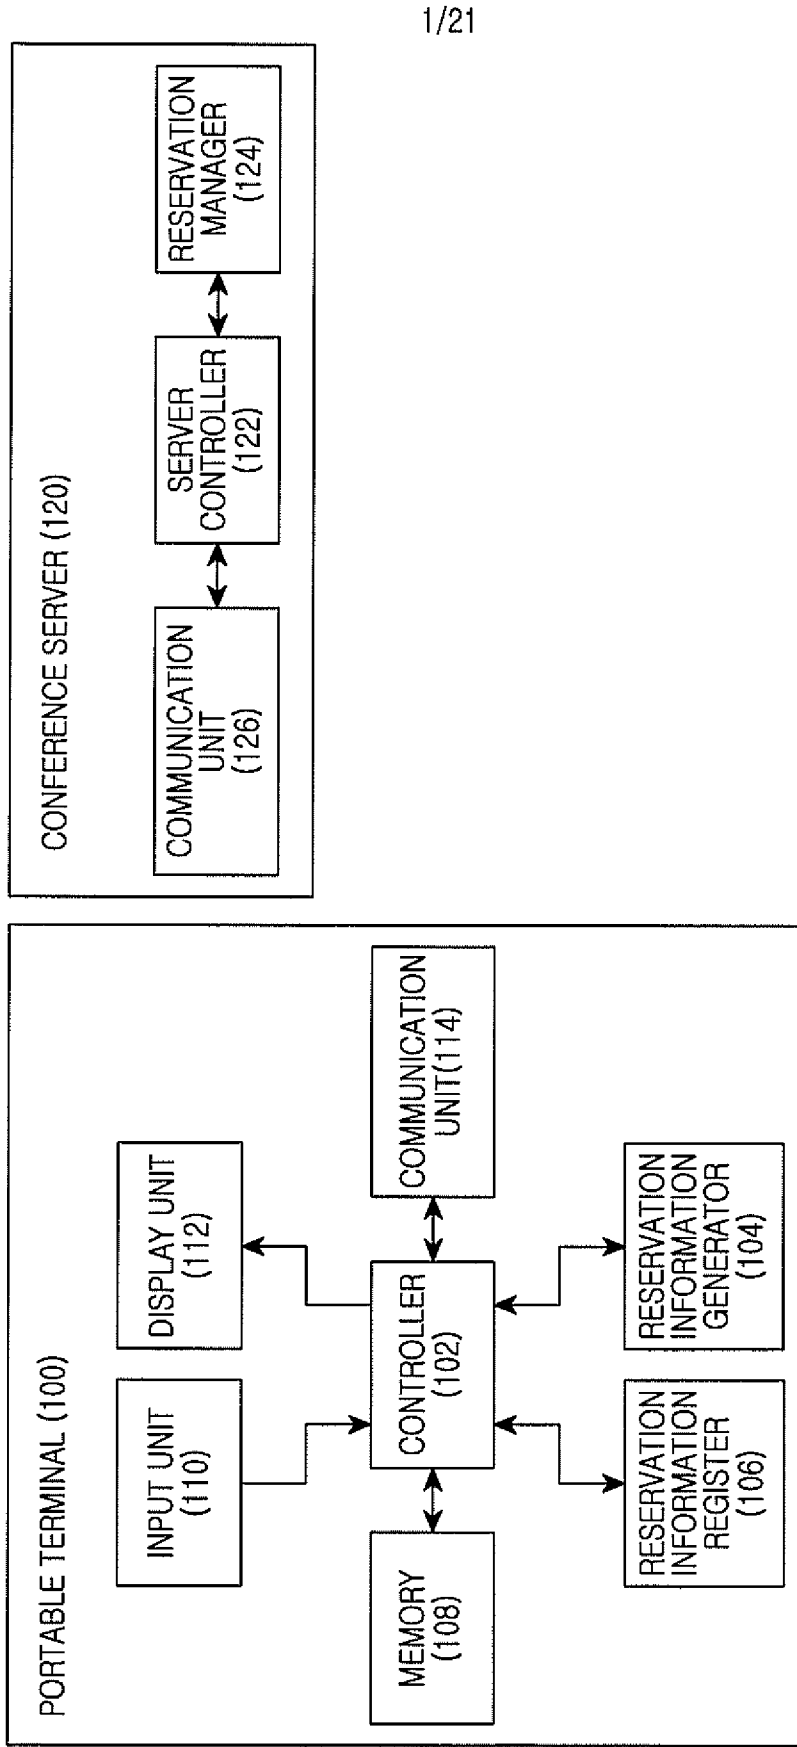 1/21
PORTABLE TERMINAL (100)
INPUT UNIT
(110)
DISPLAY UNIT
(112)
MEMORY
(108)
CONTROLLER
(102)
COMMUNICATION
UNIT(114)
RESERVATION
INFORMATION
REGISTER
(106)
RESERVATION
INFORMATION
GENERATOR
(104)
CONFERENCE SERVER (120)
COMMUNICATION
UNIT
(126)
SERVER
CONTROLLER
(122)
RESERVATION
MANAGER
(124)